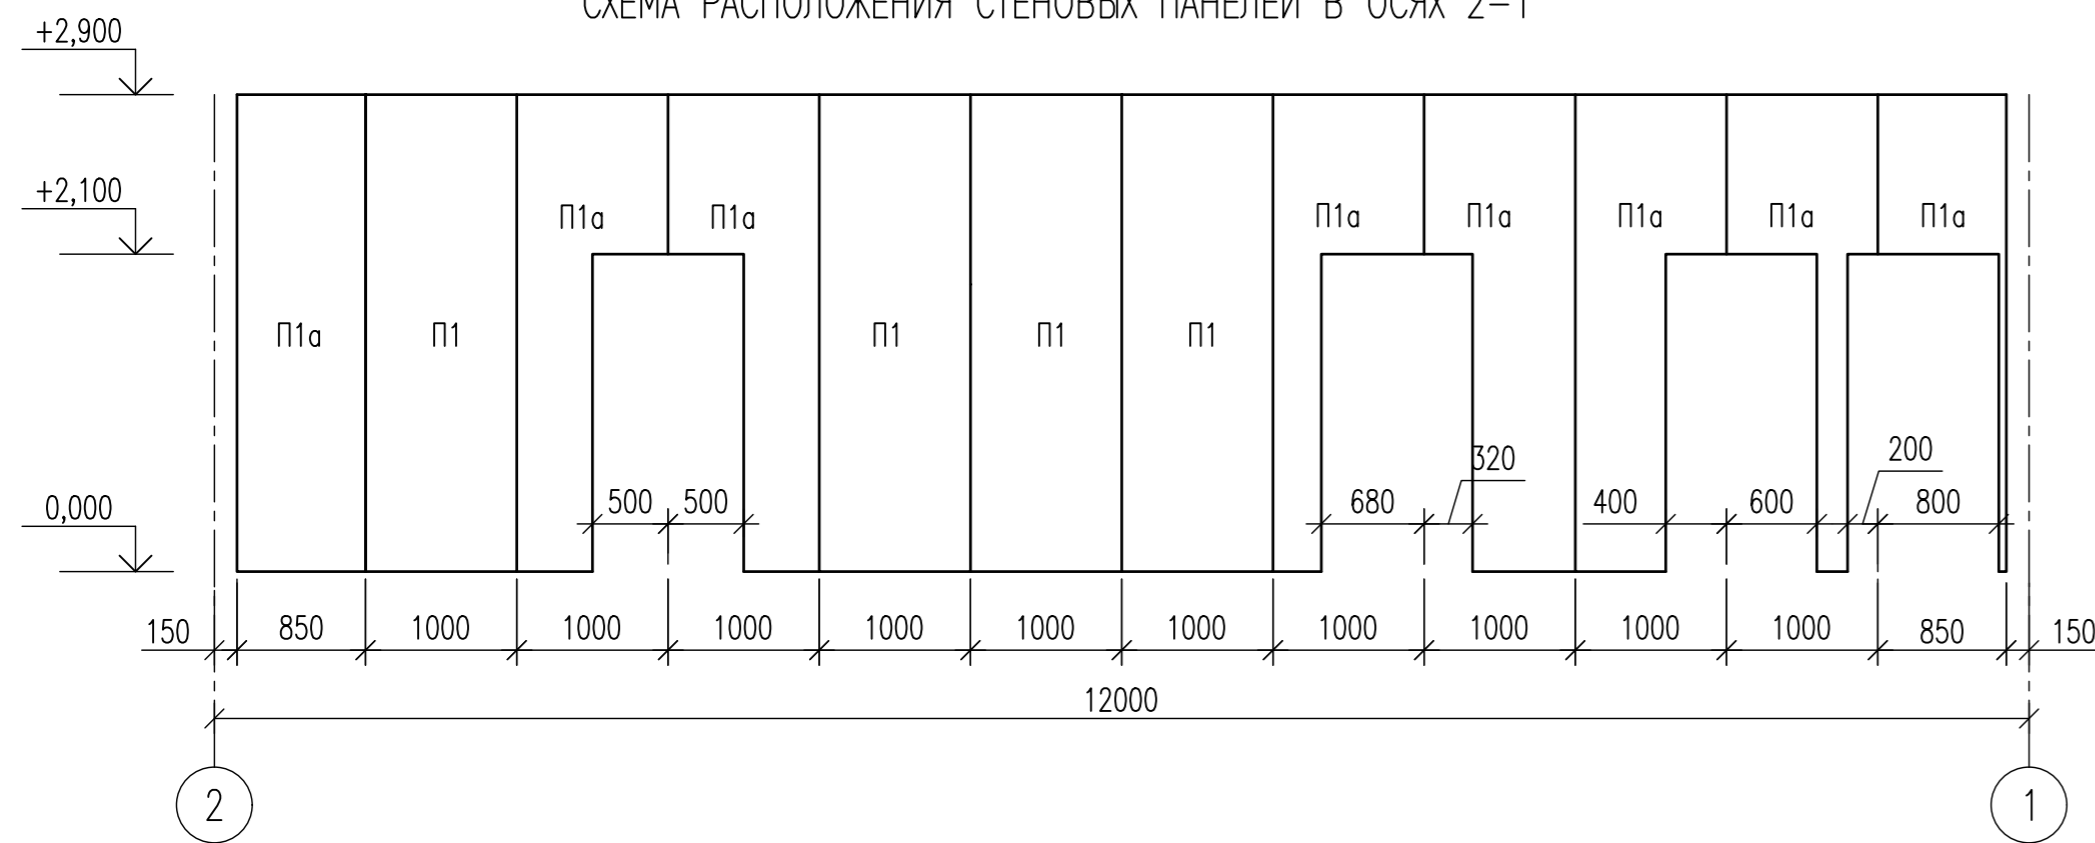 СХЕМА РАСПОЛОЖЕНИЯ СТЕНОВЫХ ПАНЕЛЕЙ В ОСЯХ 2-1
+2,900
+2,100
П1а П1а П1а П1а П1а П1а П1а
П1а П1 П1 П1 П1
320 200
0,000 500 500 680 400 600 800
150 850 1000 1000 1000 1000 1000 1000 1000 1000 1000 1000 850 150
12000
2 1